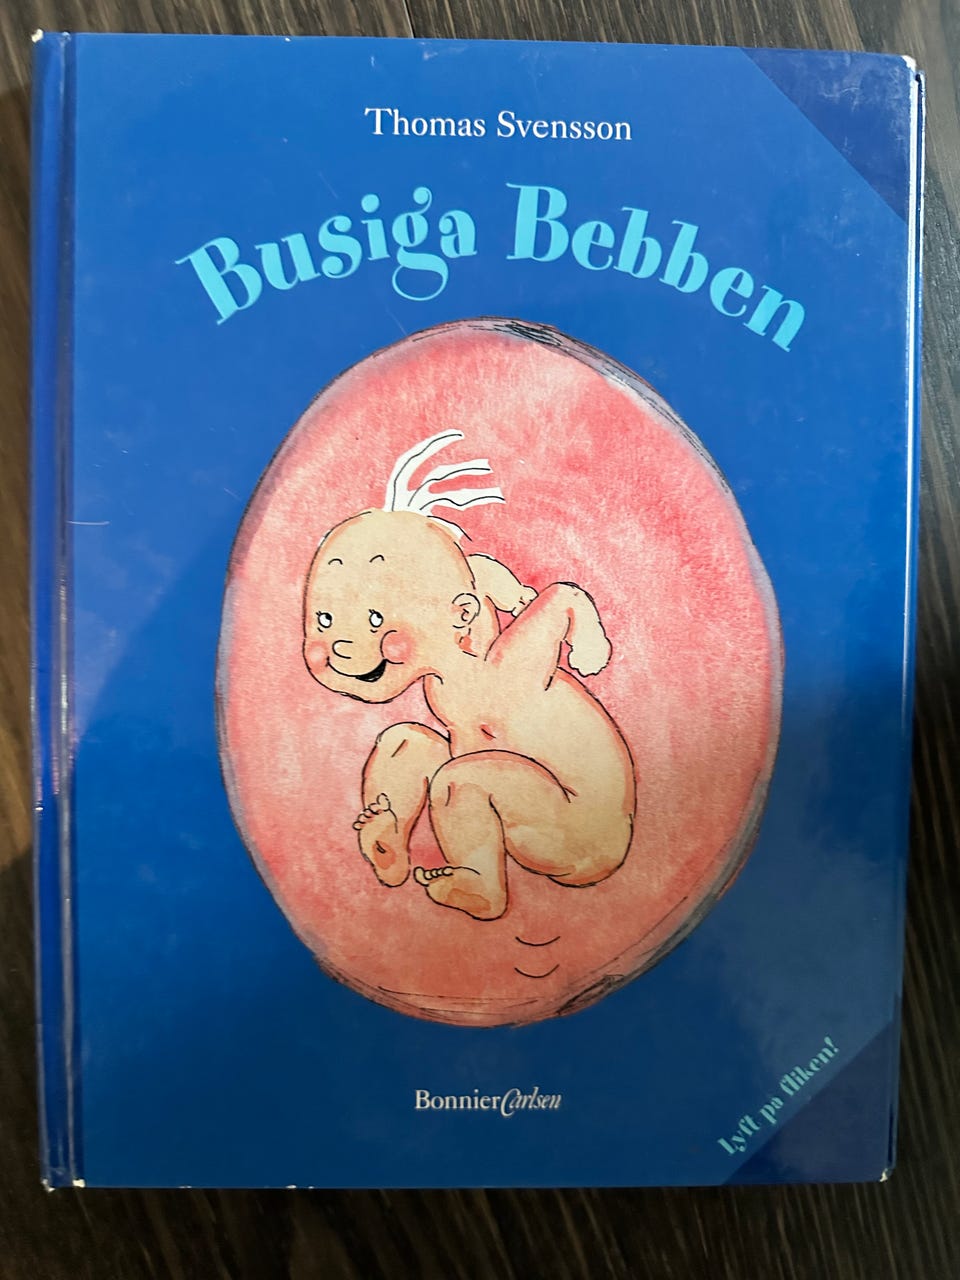 Thomas Svensson
Busiga Bebben
BonnierCarlsen
Lyft på fliken!